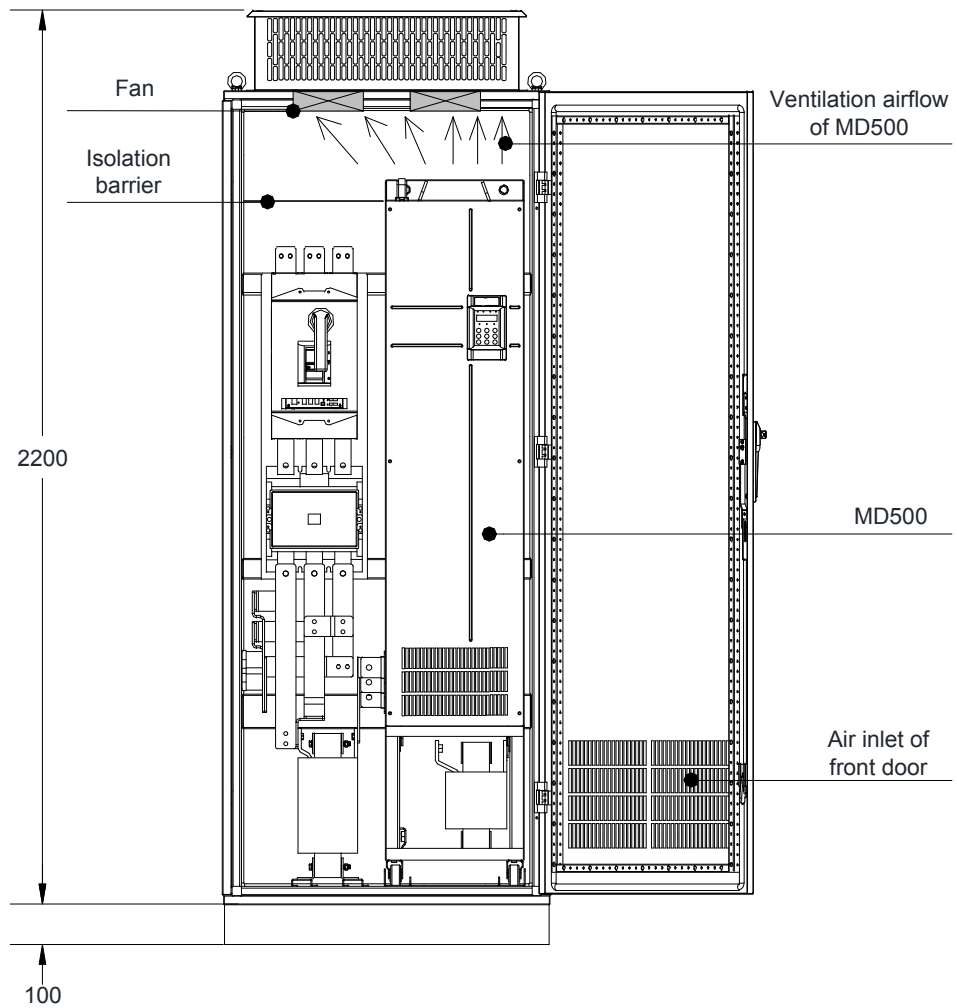 Fan
Ventilation airflow
of MD500
Isolation
barrier
2200
MD500
Air inlet of
front door
100